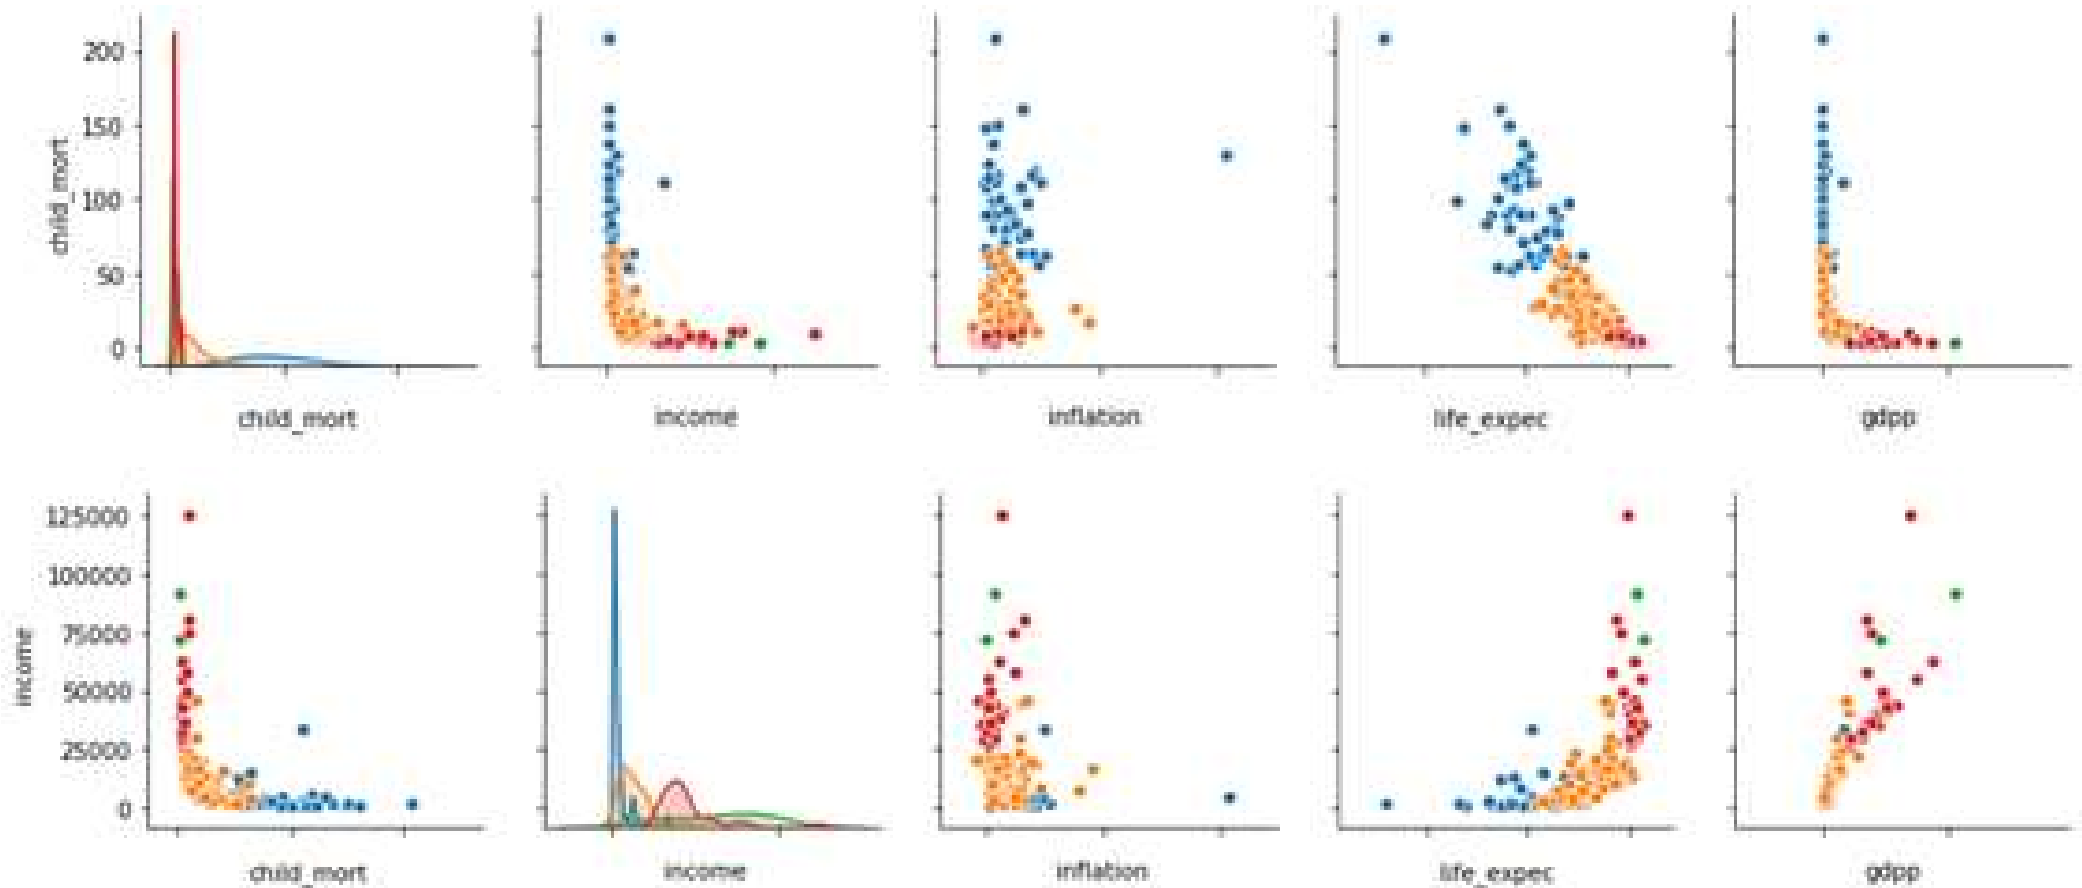 child_mort
200
150
100
50
0
child_mort
income
inflation
life_expec
gdpp
income
125000
100000
75000
50000
25000
0
child_mort
income
inflation
life_expec
gdpp